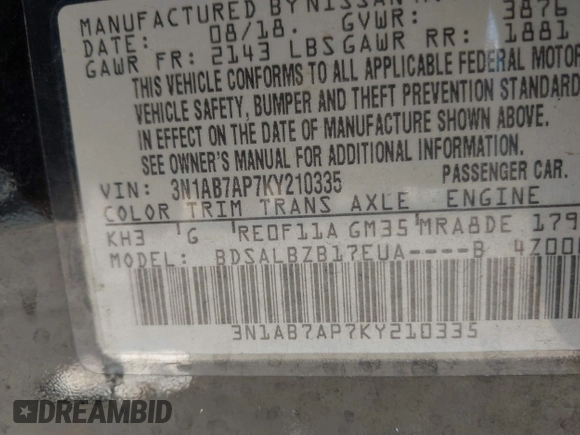 MANUFACTURED BY NISSAN
DATE: 08/18. GVWR: 3876
GAWR FR: 2143 LBS GAWR RR: 1881
THIS VEHICLE CONFORMS TO ALL APPLICABLE FEDERAL MOTOR
VEHICLE SAFETY, BUMPER AND THEFT PREVENTION STANDARD
IN EFFECT ON THE DATE OF MANUFACTURE SHOWN ABOVE.
SEE OWNER'S MANUAL FOR ADDITIONAL INFORMATION
VIN: 3N1AB7AP7KY210335 PASSENGER CAR.
COLOR TRIM TRANS AXLE ENGINE
KH3 G RE0F11A GM35 MRA8DE 179
MODEL: BDSALBZB17EUA----B 4Z00
3N1AB7AP7KY210335
DREAMBID